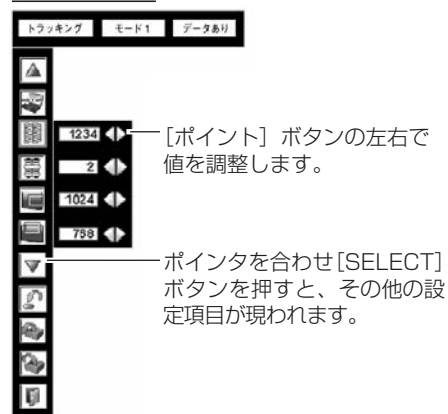 トラッキング
モード1
データあり
1234
[ポイント］ボタンの左右で
値を調整します。
2
1024
768
ポインタを合わせ[SELECT]
ボタンを押すと、その他の設
定項目が現われます。